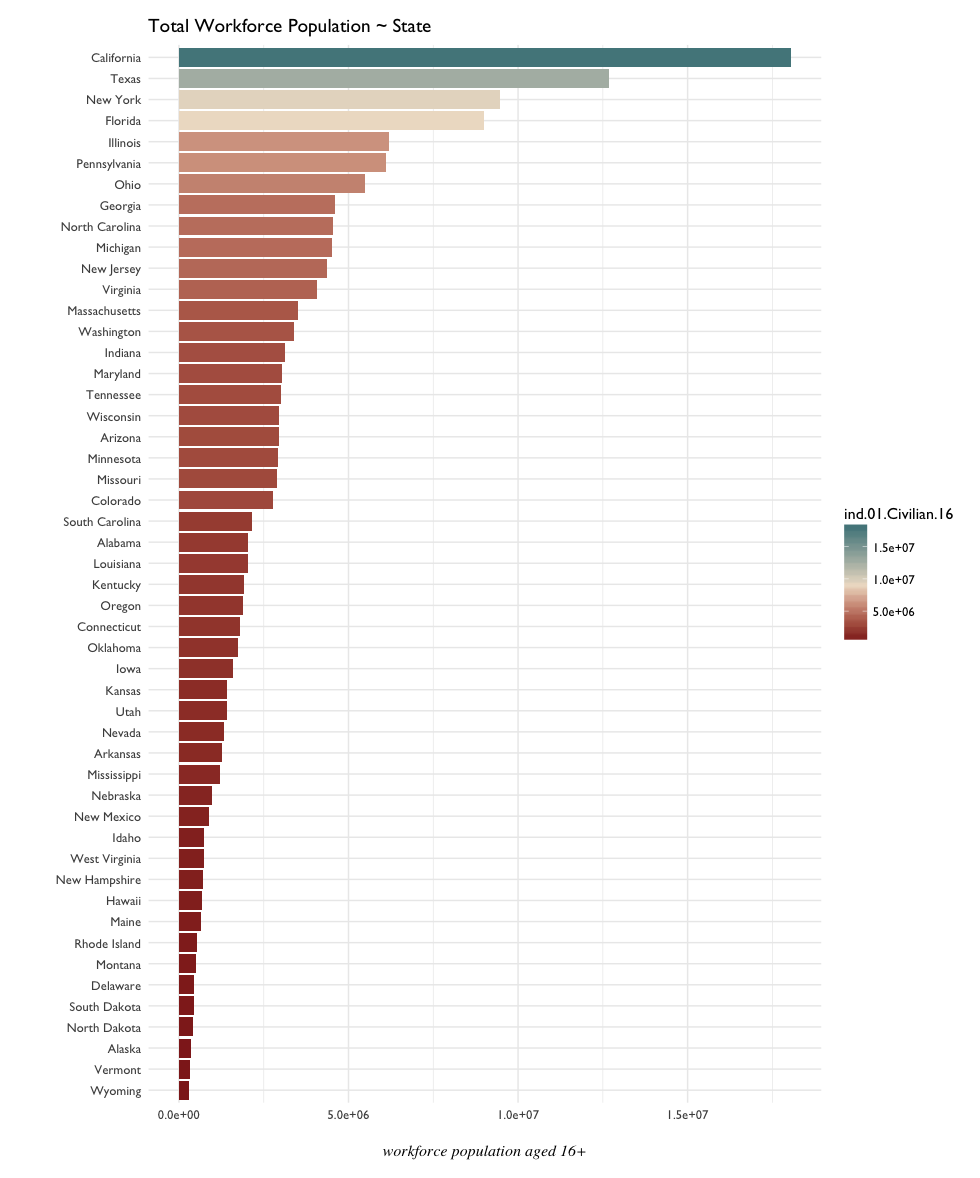 Total Workforce Population ~ State
California
Texas
New York
Florida
Illinois
Pennsylvania
Ohio
Georgia
North Carolina
Michigan
New Jersey
Virginia
Massachusetts
Washington
Indiana
Maryland
Tennessee
Wisconsin
Arizona
Minnesota
Missouri
Colorado
South Carolina
Alabama
Louisiana
Kentucky
Oregon
Connecticut
Oklahoma
Iowa
Kansas
Utah
Nevada
Arkansas
Mississippi
Nebraska
New Mexico
Idaho
West Virginia
New Hampshire
Hawaii
Maine
Rhode Island
Montana
Delaware
South Dakota
North Dakota
Alaska
Vermont
Wyoming
0.0e+00 5.0e+06 1.0e+07 1.5e+07
workforce population aged 16+
ind.01.Civilian.16
1.5e+07
1.0e+07
5.0e+06